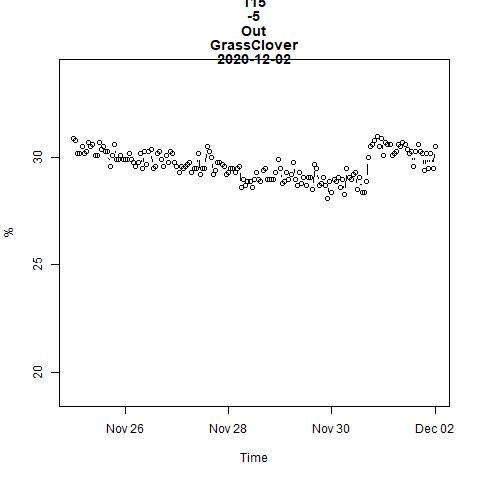 T15
-5
Out
GrassClover
2020-12-02
%
30
25
20
Nov 26
Nov 28
Nov 30
Dec 02
Time